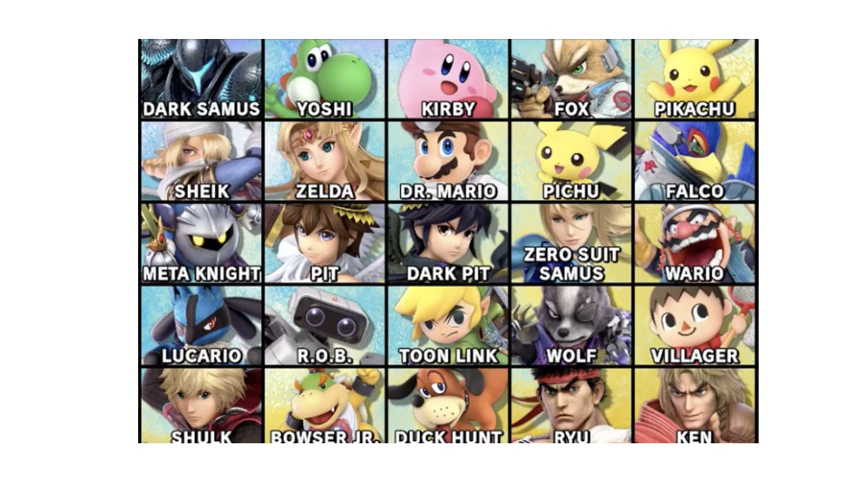 DARK SAMUS
YOSHI
KIRBY
FOX
PIKACHU
SHEIK
ZELDA
DR. MARIO
PICHU
FALCO
META KNIGHT
PIT
DARK PIT
ZERO SUIT
SAMUS
WARIO
LUCARIO
R.O.B.
TOON LINK
WOLF
VILLAGER
SHULK
BOWSER JR.
DUCK HUNT
RYU
KEN